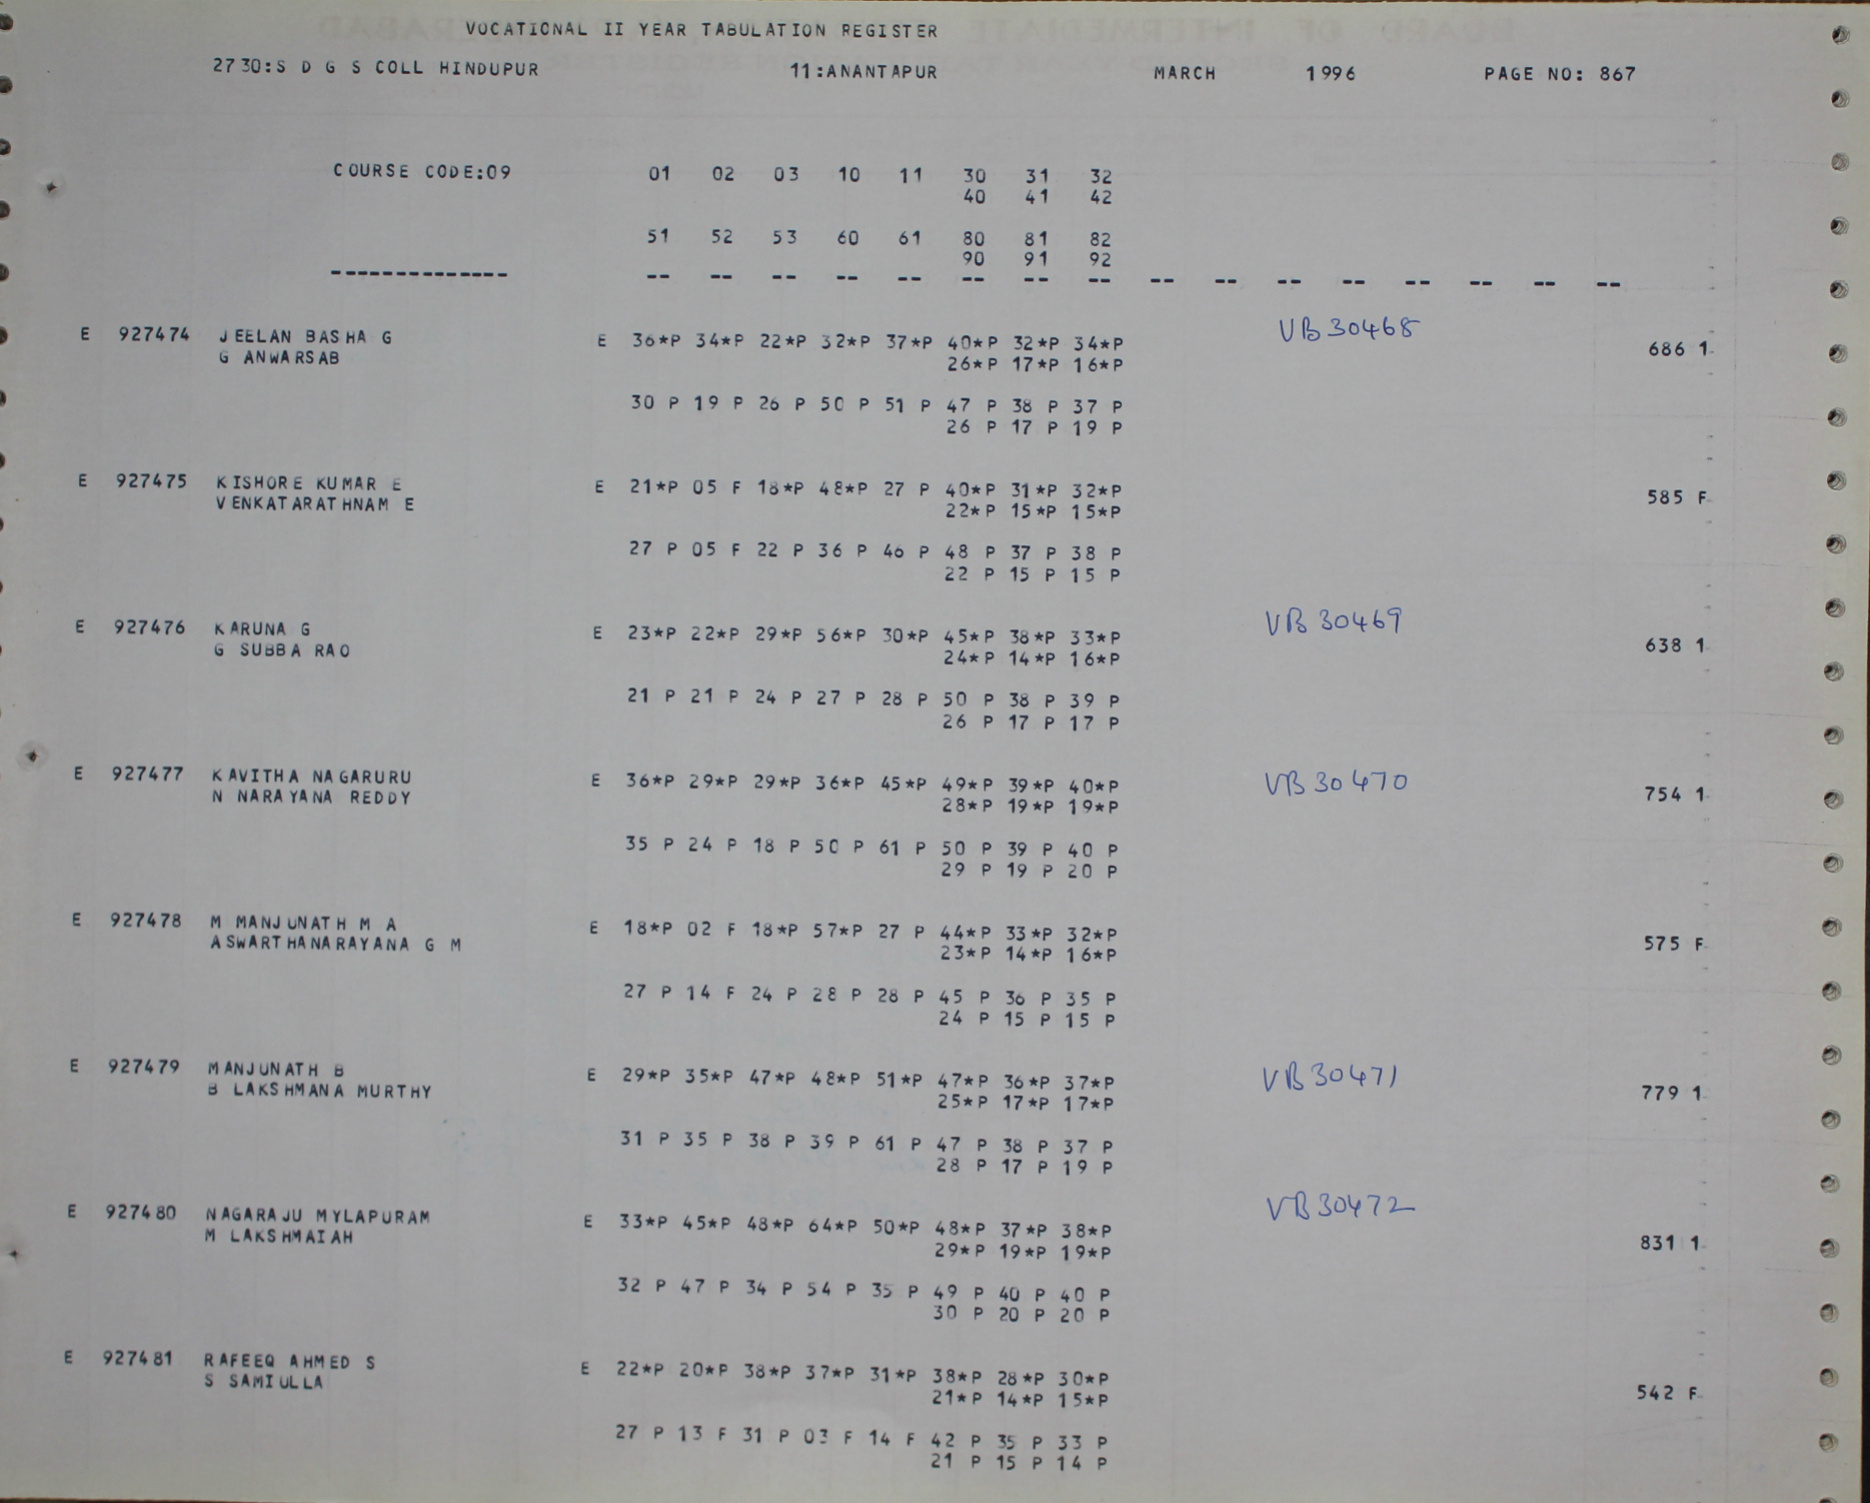 VOCATIONAL II YEAR TABULATION REGISTER
2730:S D G S COLL HINDUPUR 11:ANANTAPUR MARCH 1996 PAGE NO: 867
COURSE CODE:09 01 02 03 10 11 30 31 32
40 41 42
51 52 53 60 61 80 81 82
90 91 92
-------------- -- -- -- -- -- -- -- -- -- -- -- -- -- -- -- --
E 927474 JEELAN BASHA G E 36*P 34*P 22*P 32*P 37*P 40*P 32*P 34*P VB30468
G ANWARSAB 26*P 17*P 16*P 686 1
30 P 19 P 26 P 50 P 51 P 47 P 38 P 37 P
26 P 17 P 19 P
E 927475 KISHORE KUMAR E E 21*P 05 F 18*P 48*P 27 P 40*P 31*P 32*P 585 F
VENKATARATHNAM E 22*P 15*P 15*P
27 P 05 F 22 P 36 P 46 P 48 P 37 P 38 P
22 P 15 P 15 P
E 927476 KARUNA G E 23*P 22*P 29*P 56*P 30*P 45*P 38*P 33*P VB30469
G SUBBA RAO 24*P 14*P 16*P 638 1
21 P 21 P 24 P 27 P 28 P 50 P 38 P 39 P
26 P 17 P 17 P
E 927477 KAVITHA NAGARURU E 36*P 29*P 29*P 36*P 45*P 49*P 39*P 40*P VB30470
N NARAYANA REDDY 28*P 19*P 19*P 754 1
35 P 24 P 18 P 50 P 61 P 50 P 39 P 40 P
29 P 19 P 20 P
E 927478 M MANJUNATH M A E 18*P 02 F 18*P 57*P 27 P 44*P 33*P 32*P
ASWARTHANARAYANA G M 23*P 14*P 16*P 575 F
27 P 14 F 24 P 28 P 28 P 45 P 36 P 35 P
24 P 15 P 15 P
E 927479 MANJUNATH B E 29*P 35*P 47*P 48*P 51*P 47*P 36*P 37*P VB30471
B LAKSHMANA MURTHY 25*P 17*P 17*P 779 1
31 P 35 P 38 P 39 P 61 P 47 P 38 P 37 P
28 P 17 P 19 P
E 927480 NAGARAJU MYLAPURAM E 33*P 45*P 48*P 64*P 50*P 48*P 37*P 38*P VB30472
M LAKSHMAIAH 29*P 19*P 19*P 831 1
32 P 47 P 34 P 54 P 35 P 49 P 40 P 40 P
30 P 20 P 20 P
E 927481 RAFEEQ AHMED S E 22*P 20*P 38*P 37*P 31*P 38*P 28*P 30*P
S SAMIULLA 21*P 14*P 15*P 542 F
27 P 13 F 31 P 03 F 14 F 42 P 35 P 33 P
21 P 15 P 14 P